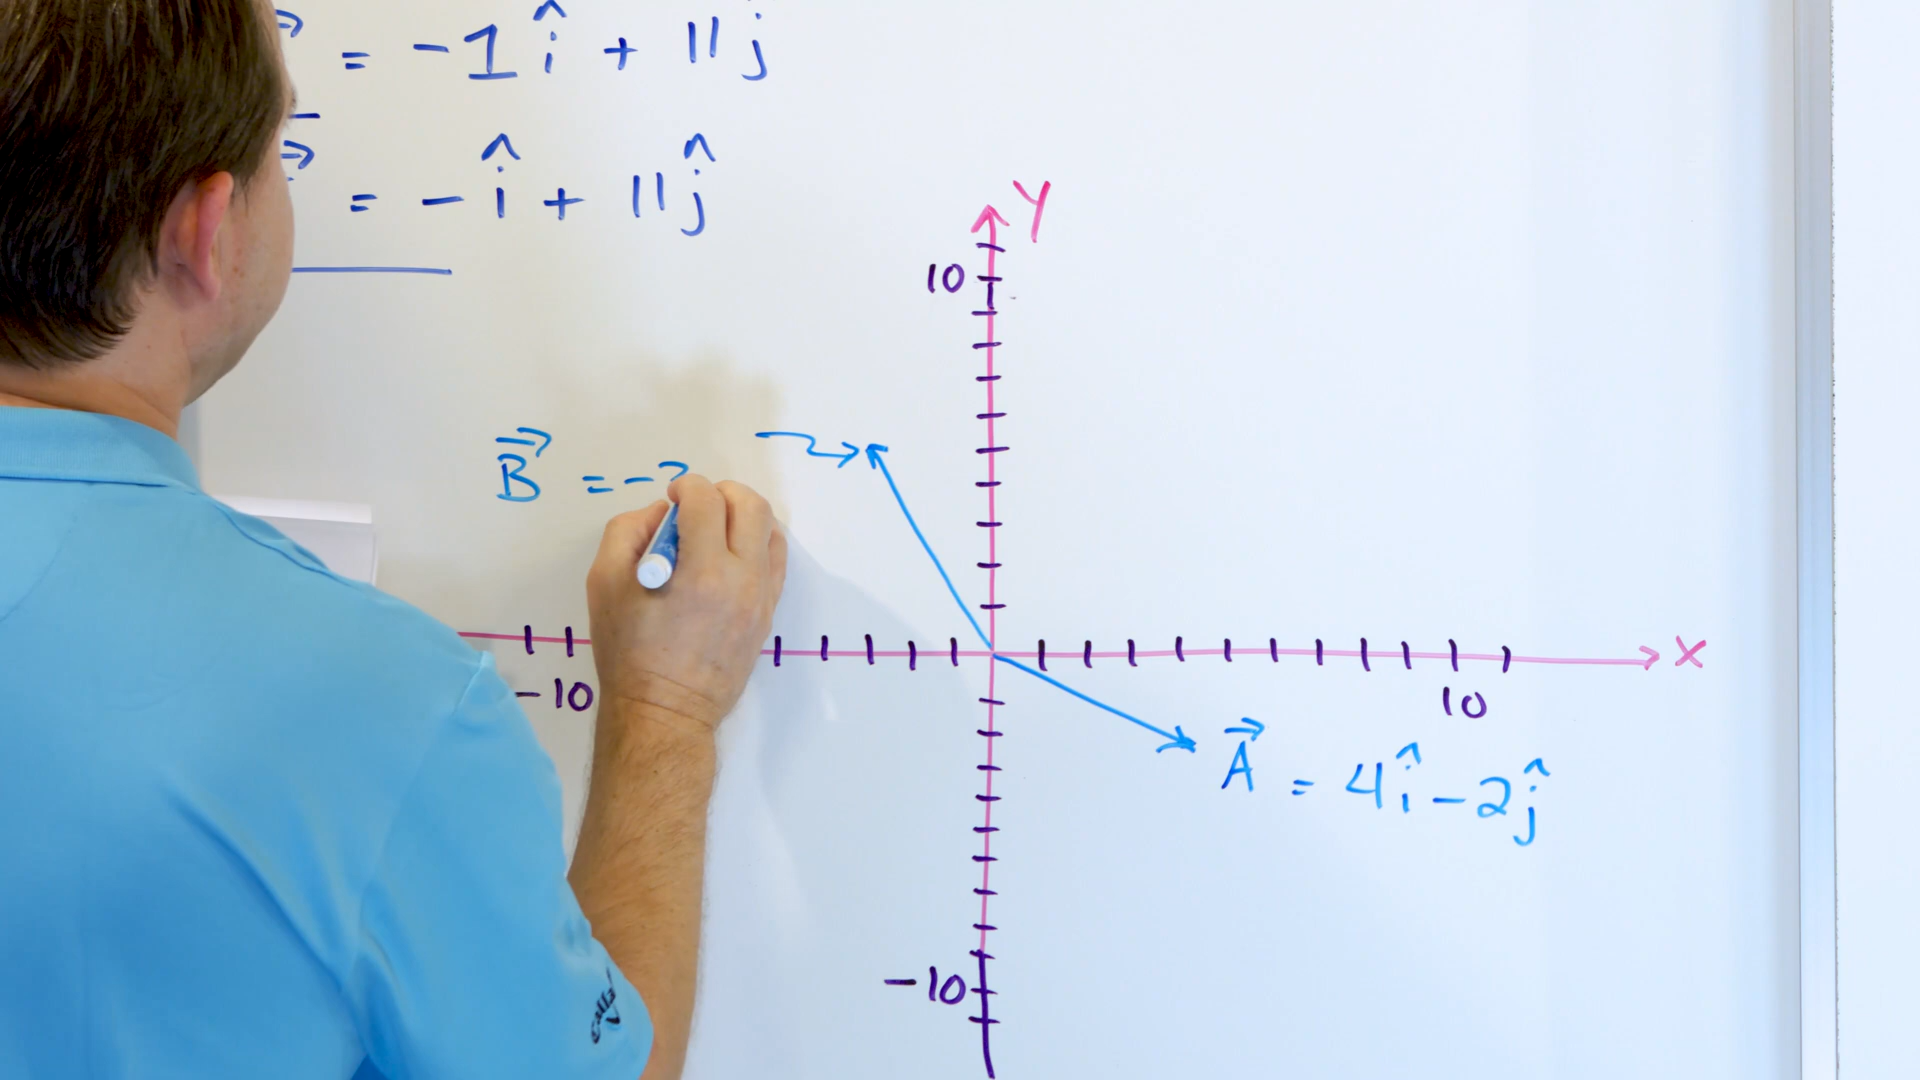 = -1 î + 11 ĵ
= - î + 11 ĵ
Y
10
B⃗ = -
X
-10
10
A⃗ = 4î - 2ĵ
-10